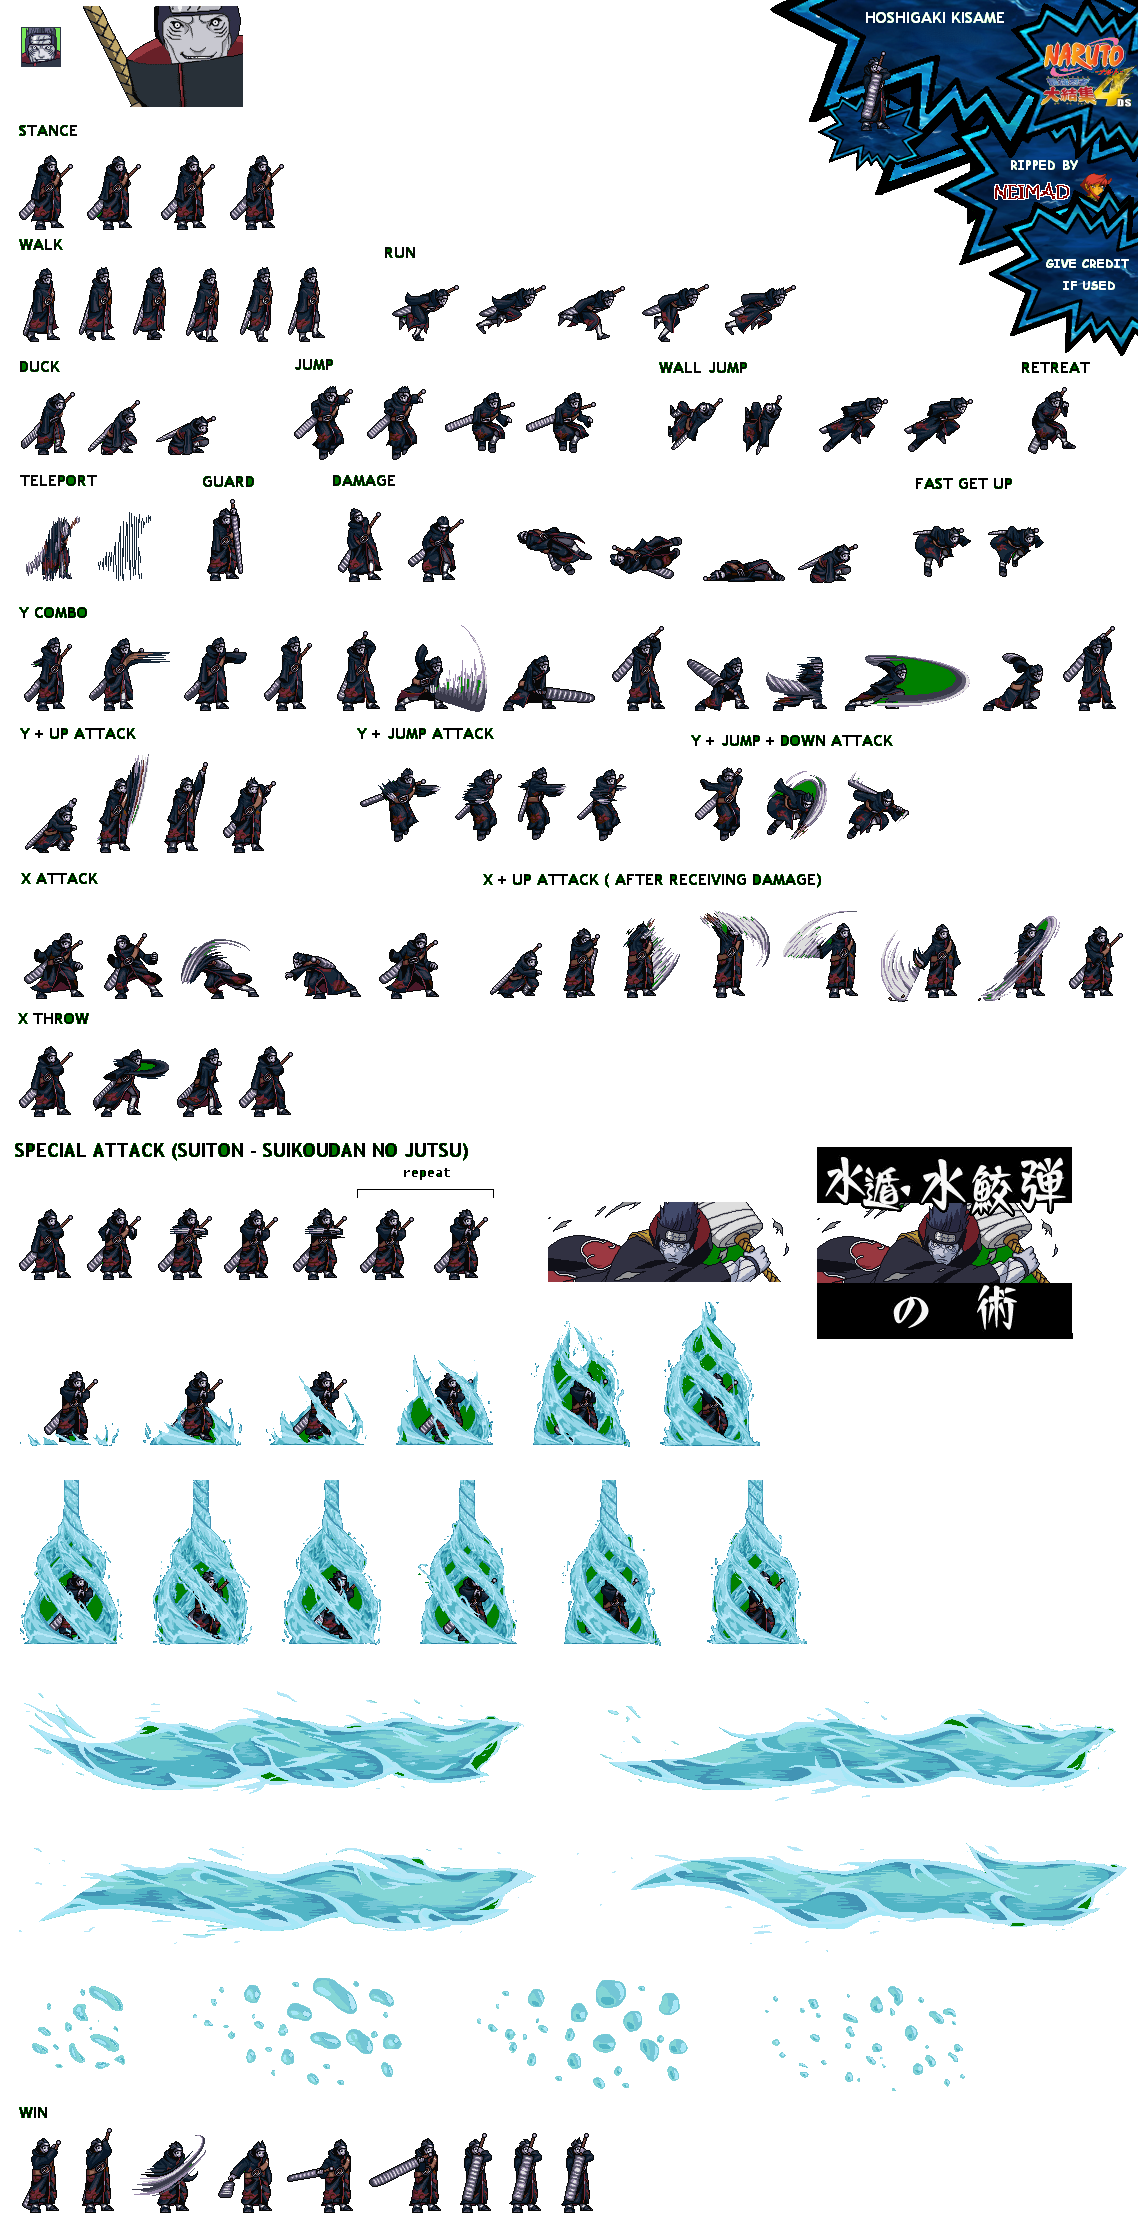 HOSHIGAKI KISAME
NARUTO
大結集
4
DS
RIPPED BY
NEIMAD
GIVE CREDIT
IF USED
STANCE
WALK
RUN
DUCK
JUMP
WALL JUMP
RETREAT
TELEPORT
GUARD
DAMAGE
FAST GET UP
Y COMBO
Y + UP ATTACK
Y + JUMP ATTACK
Y + JUMP + DOWN ATTACK
X ATTACK
X + UP ATTACK ( AFTER RECEIVING DAMAGE)
X THROW
SPECIAL ATTACK (SUITON - SUIKOUDAN NO JUTSU)
repeat
水遁・水鮫弾
の術
WIN